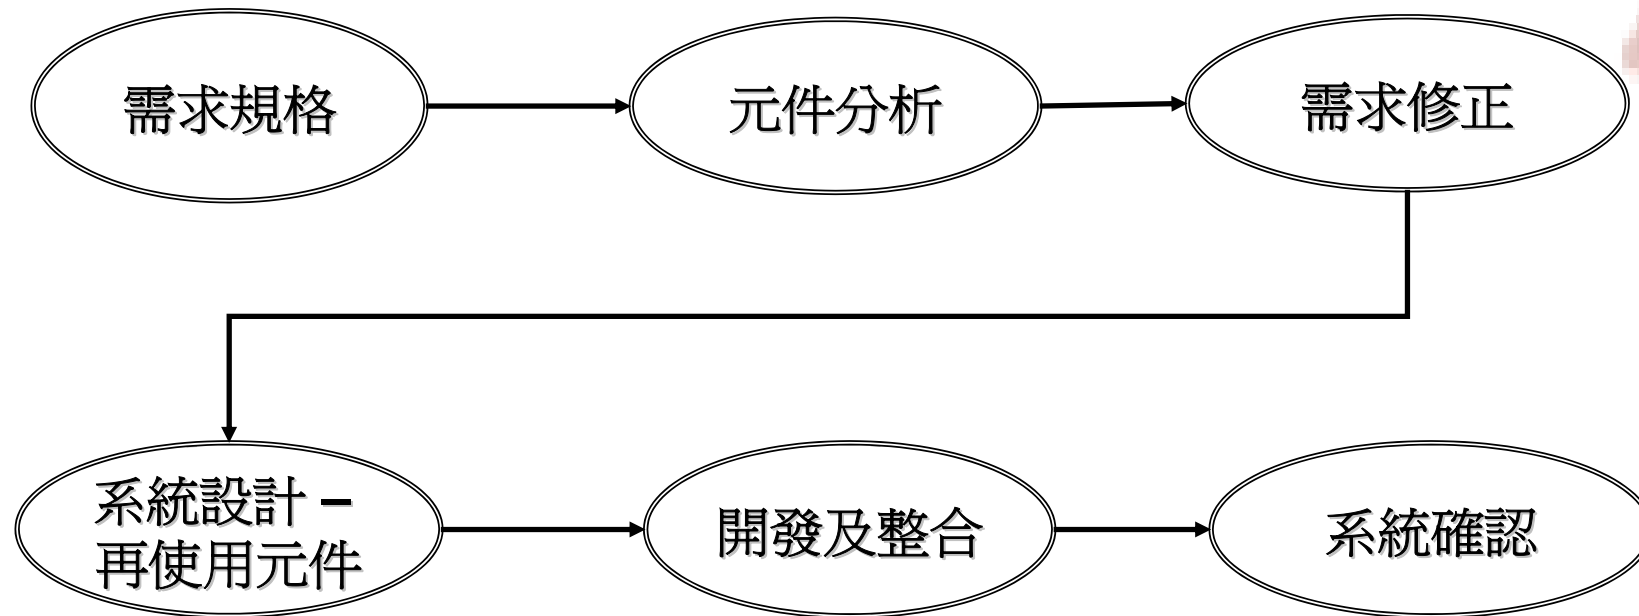 需求規格
元件分析
需求修正
系統設計 –
再使用元件
開發及整合
系統確認